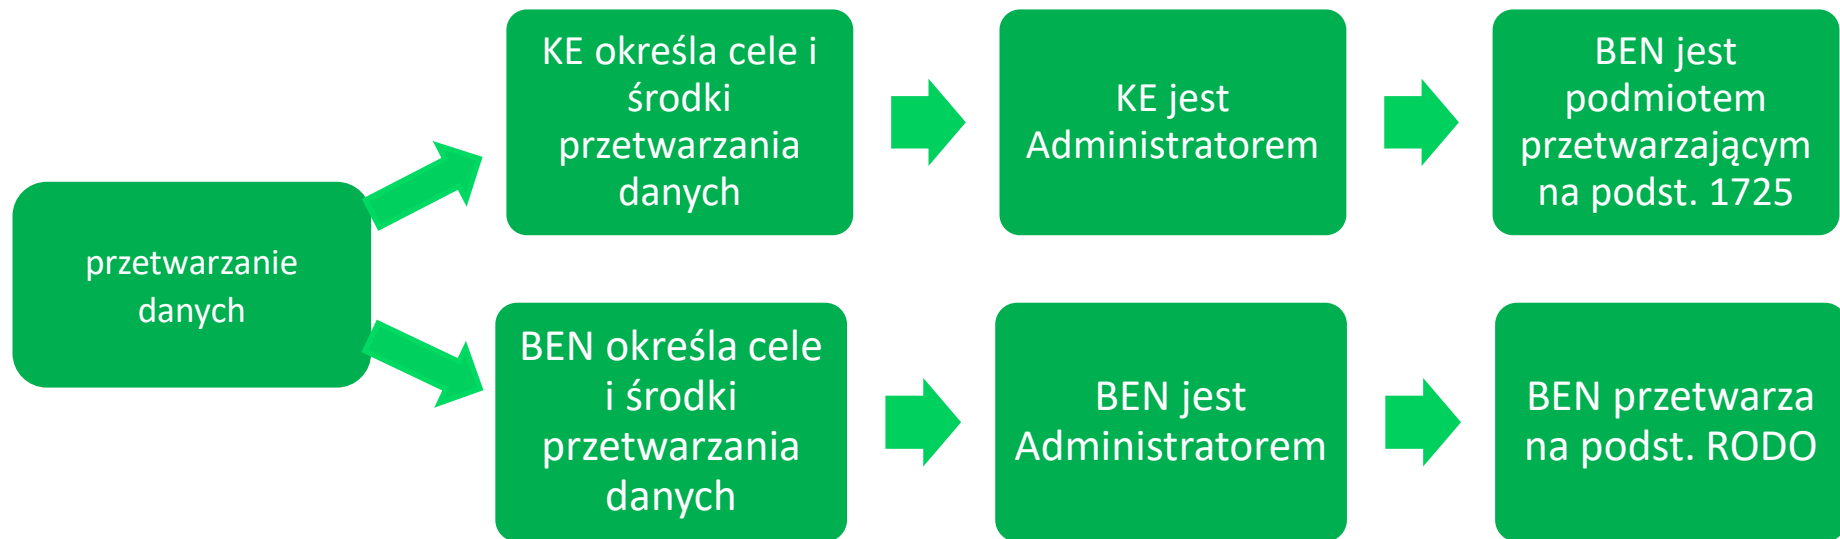 przetwarzanie
danych
KE określa cele i
środki
przetwarzania
danych
KE jest
Administratorem
BEN jest
podmiotem
przetwarzającym
na podst. 1725
BEN określa cele
i środki
przetwarzania
danych
BEN jest
Administratorem
BEN przetwarza
na podst. RODO